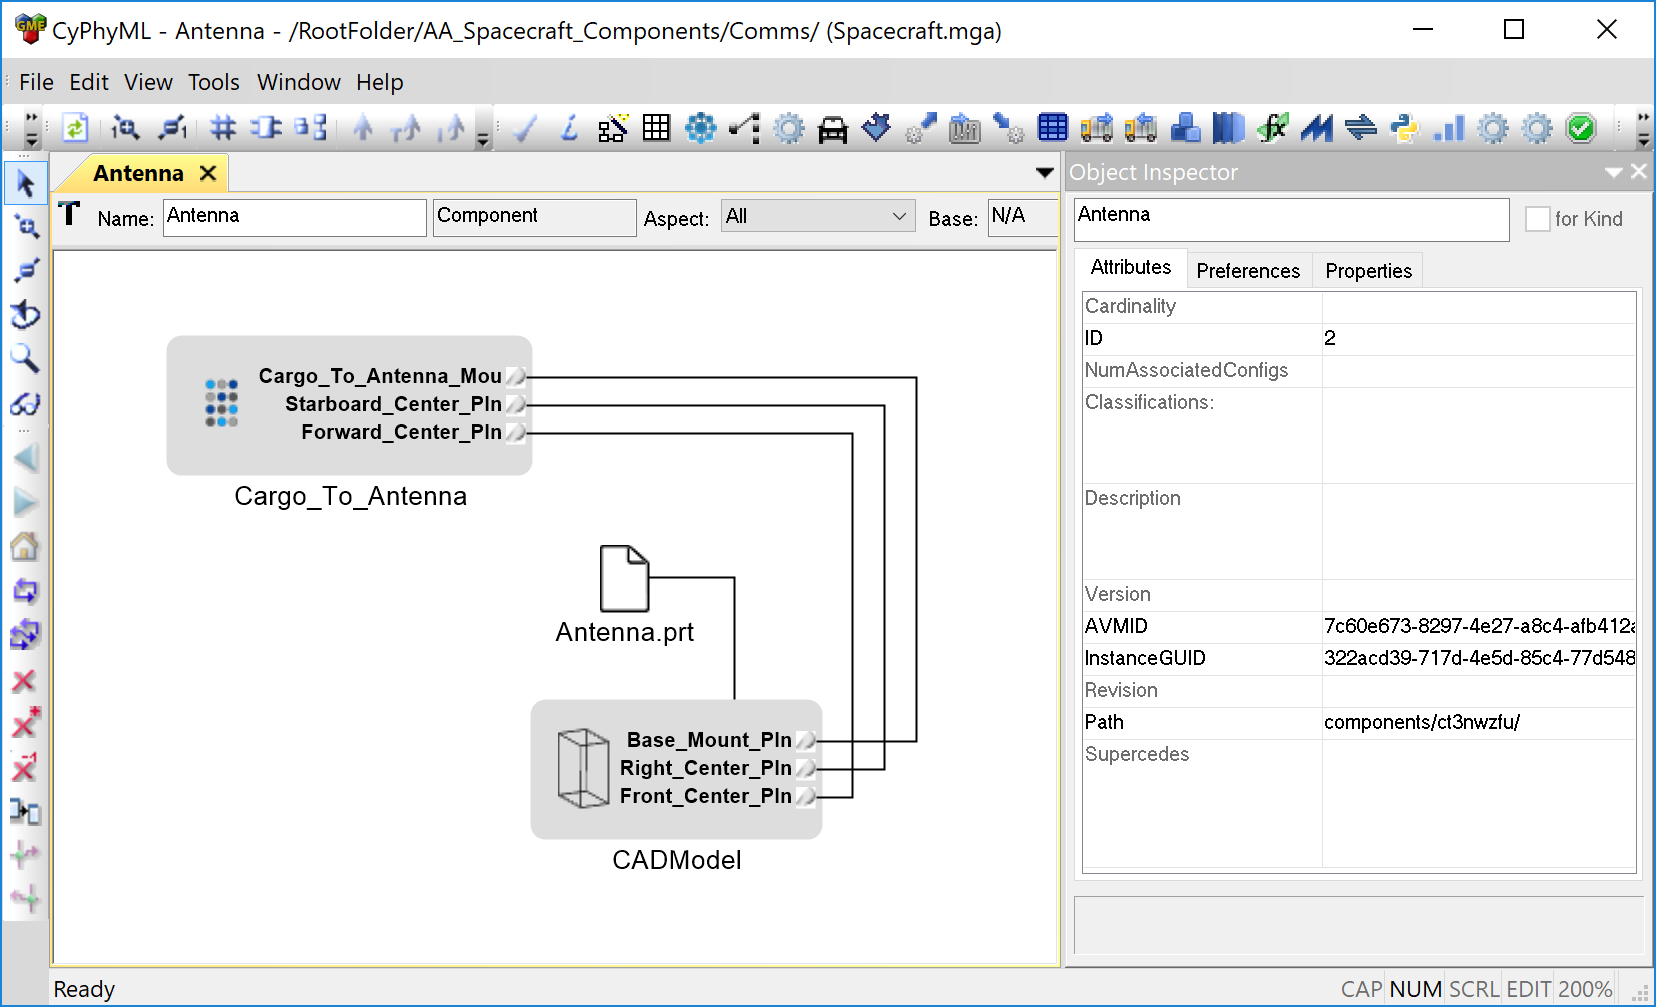 CyPhyML - Antenna - /RootFolder/AA_Spacecraft_Components/Comms/ (Spacecraft.mga)
File Edit View Tools Window Help
Antenna
Object Inspector
Name: Antenna Component Aspect: All Base: N/A
Antenna for Kind
Attributes Preferences Properties
Cardinality
ID 2
NumAssociatedConfigs
Classifications:
Description
Version
AVMID 7c60e673-8297-4e27-a8c4-afb412a
InstanceGUID 322acd39-717d-4e5d-85c4-77d548
Revision
Path components/ct3nwzfu/
Supercedes
Cargo_To_Antenna_Mou
Starboard_Center_Pln
Forward_Center_Pln
Cargo_To_Antenna
Antenna.prt
Base_Mount_Pln
Right_Center_Pln
Front_Center_Pln
CADModel
Ready CAP NUM SCRL EDIT 200%